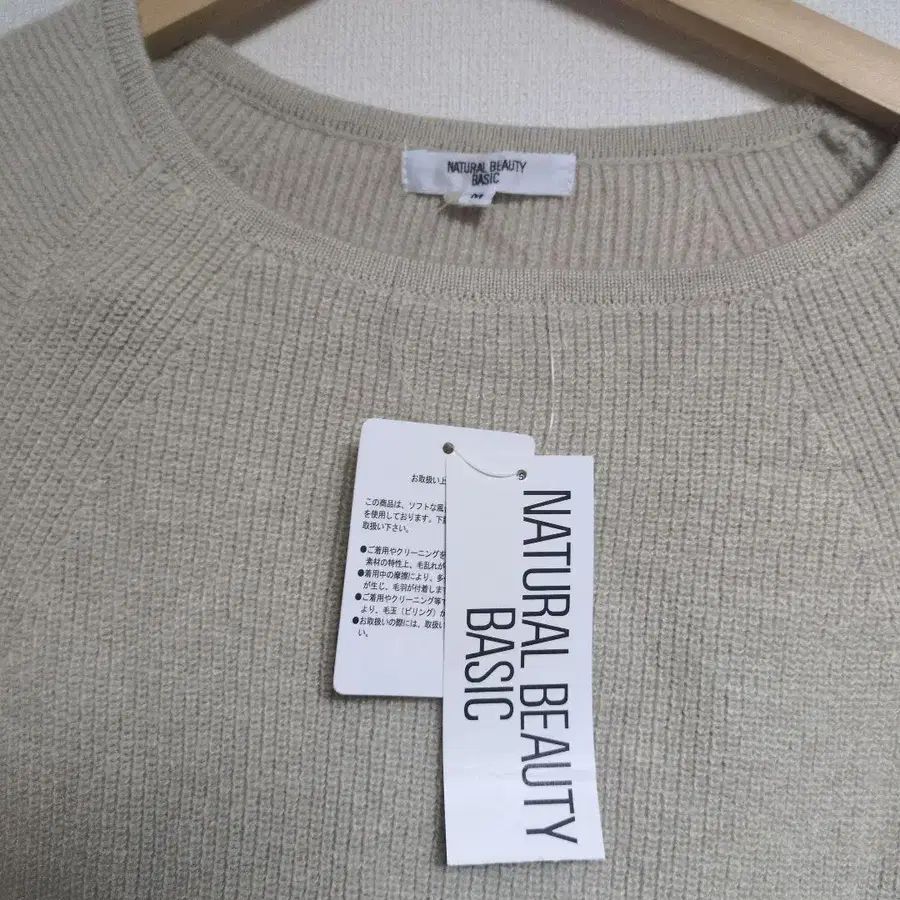 NATURAL BEAUTY
BASIC
M
お取扱い上
この商品は、ソフトな風
を使用しております。下
取扱い下さい。
●ご着用やクリーニングを
素材の特性上、毛乱れが
●着用中の摩擦により、多
が生じ、毛羽が付着しま
●ご着用やクリーニング等で
より、毛玉（ピリング）が
●お取扱いの際には、取扱い
い。
NATURAL BEAUTY
BASIC